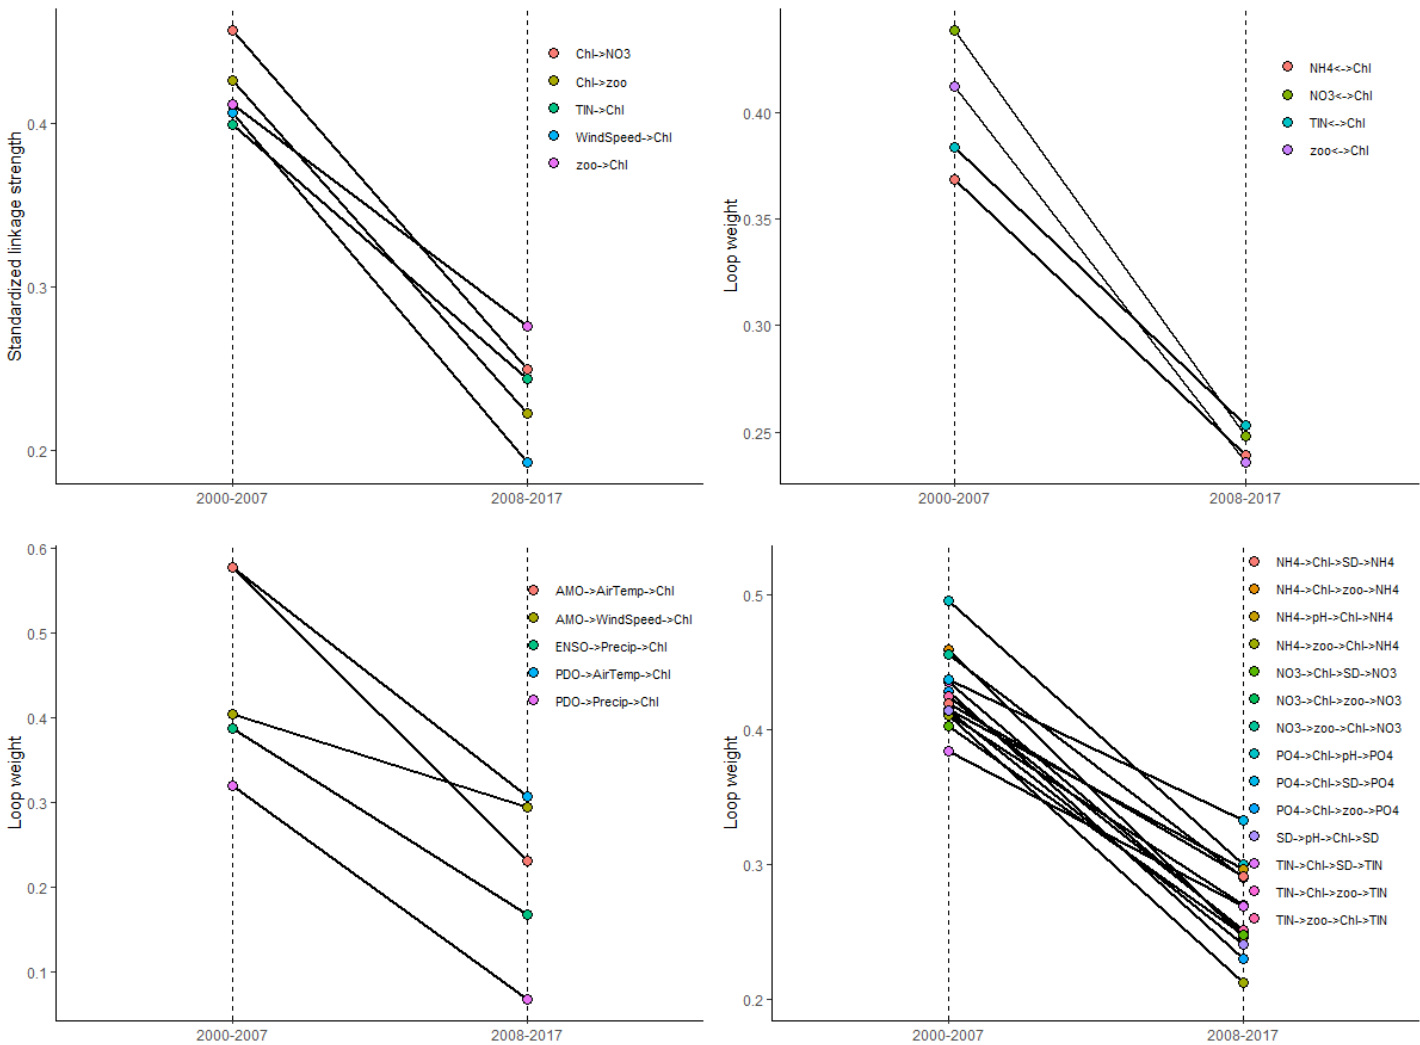 Standardized linkage strength
0.4
0.3
0.2
2000-2007
2008-2017
Chl->NO3
Chl->zoo
TIN->Chl
WindSpeed->Chl
zoo->Chl
Loop weight
0.40
0.35
0.30
0.25
2000-2007
2008-2017
NH4<->Chl
NO3<->Chl
TIN<->Chl
zoo<->Chl
Loop weight
0.6
0.5
0.4
0.3
0.2
0.1
2000-2007
2008-2017
AMO->AirTemp->Chl
AMO->WindSpeed->Chl
ENSO->Precip->Chl
PDO->AirTemp->Chl
PDO->Precip->Chl
Loop weight
0.5
0.4
0.3
0.2
2000-2007
2008-2017
NH4->Chl->SD->NH4
NH4->Chl->zoo->NH4
NH4->pH->Chl->NH4
NH4->zoo->Chl->NH4
NO3->Chl->SD->NO3
NO3->Chl->zoo->NO3
NO3->zoo->Chl->NO3
PO4->Chl->pH->PO4
PO4->Chl->SD->PO4
PO4->Chl->zoo->PO4
SD->pH->Chl->SD
TIN->Chl->SD->TIN
TIN->Chl->zoo->TIN
TIN->zoo->Chl->TIN